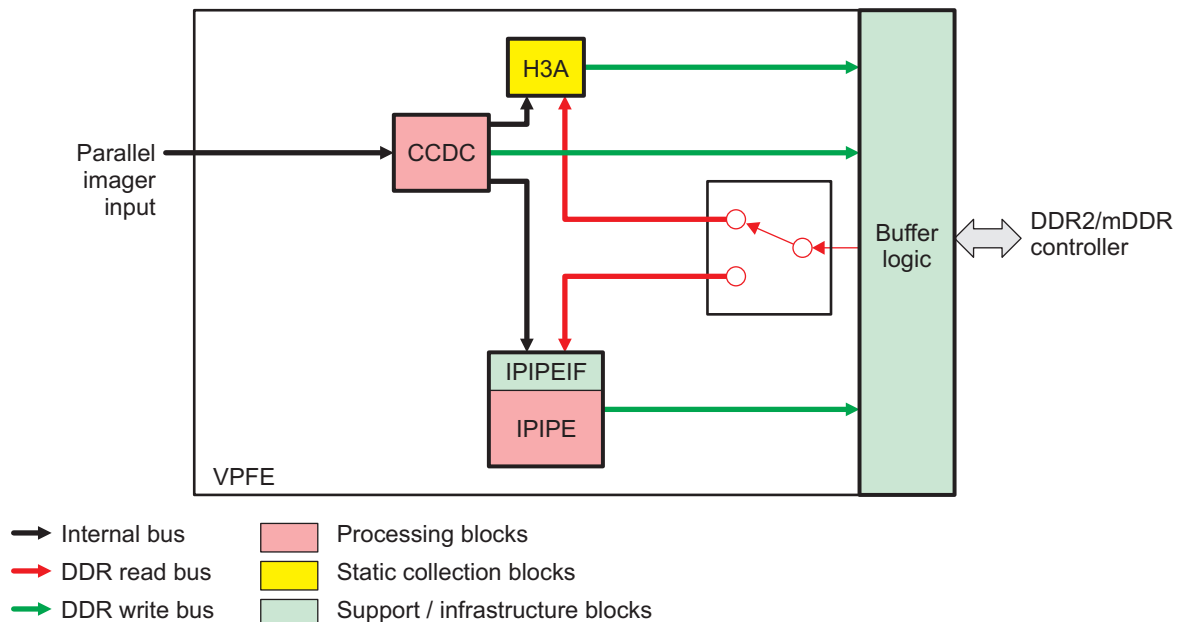 H3A
CCDC
Parallel
imager
input
Buffer
logic
DDR2/mDDR
controller
IPIPEIF
IPIPE
VPFE
Internal bus
Processing blocks
DDR read bus
Static collection blocks
DDR write bus
Support / infrastructure blocks